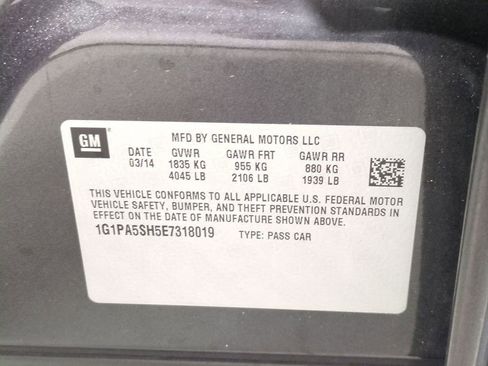 GM
MFD BY GENERAL MOTORS LLC
DATE GVWR GAWR FRT GAWR RR
03/14 1835 KG 955 KG 880 KG
4045 LB 2106 LB 1939 LB
THIS VEHICLE CONFORMS TO ALL APPLICABLE U.S. FEDERAL MOTOR
VEHICLE SAFETY, BUMPER, AND THEFT PREVENTION STANDARDS IN
EFFECT ON THE DATE OF MANUFACTURE SHOWN ABOVE.
1G1PA5SH5E7318019 TYPE: PASS CAR